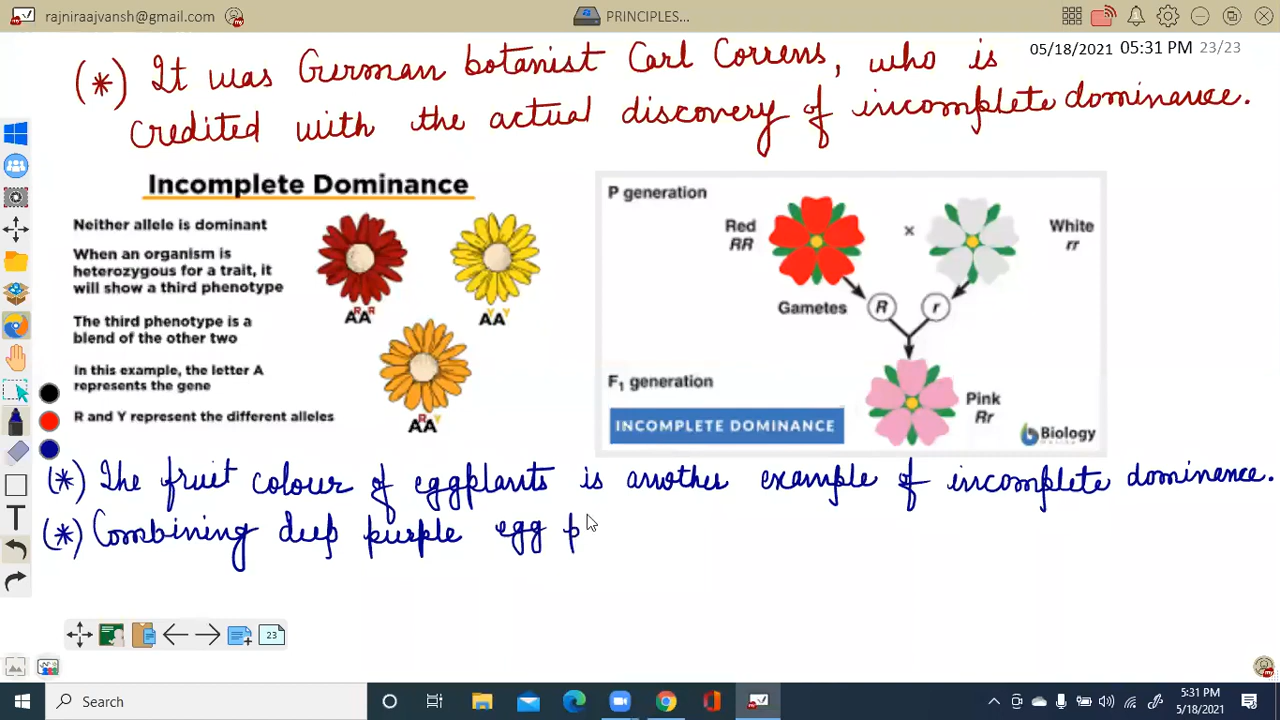 rajniraajvansh@gmail.com
PRINCIPLES...
05/18/2021 05:31 PM 23/23
(*) It was German botanist Carl Correns, who is
credited with the actual discovery of incomplete dominance.
Incomplete Dominance
Neither allele is dominant
When an organism is
heterozygous for a trait, it
will show a third phenotype
The third phenotype is a
blend of the other two
In this example, the letter A
represents the gene
R and Y represent the different alleles
AᴿAᴿ
AʸAʸ
AᴿAʸ
P generation
Red
RR
×
White
rr
Gametes
R
r
F₁ generation
Pink
Rr
INCOMPLETE DOMINANCE
Biology
(*) The fruit colour of eggplants is another example of incomplete dominance.
(*) Combining deep purple egg p
T
23
Search
5:31 PM
5/18/2021